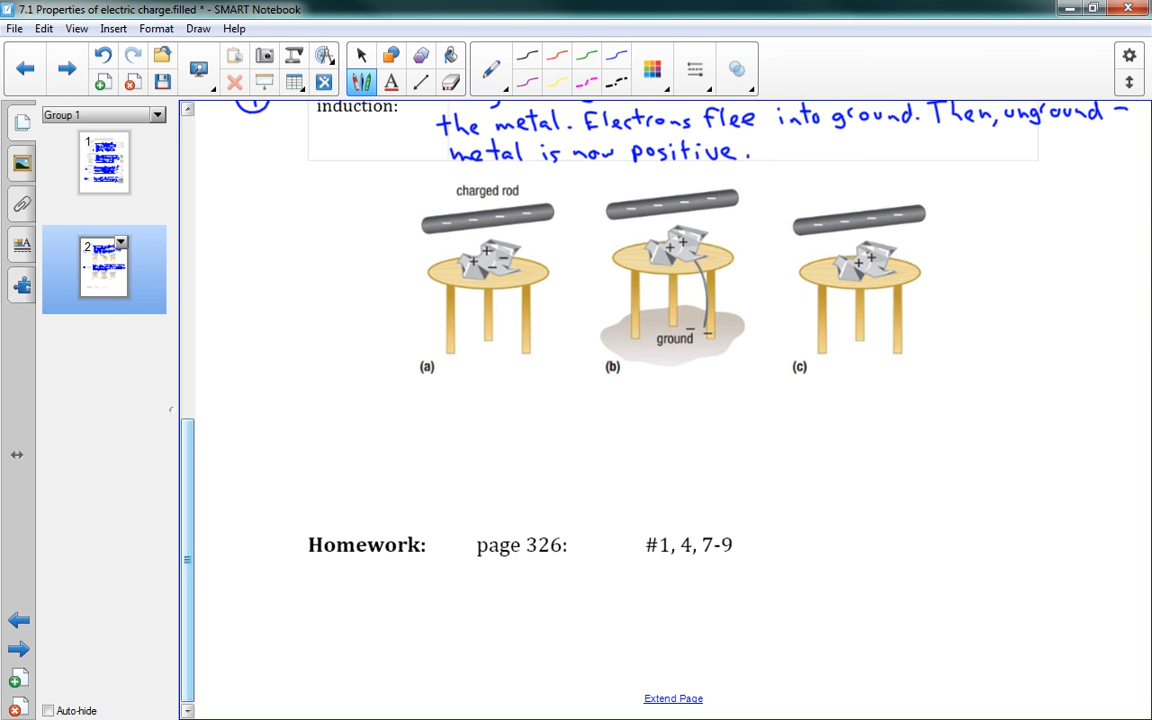 7.1 Properties of electric charge.filled * - SMART Notebook
File Edit View Insert Format Draw Help
Group 1
1
2
induction:
the metal. Electrons flee into ground. Then, unground -
metal is now positive.
charged rod
ground
(a) (b) (c)
Homework: page 326: #1, 4, 7-9
Extend Page
Auto-hide